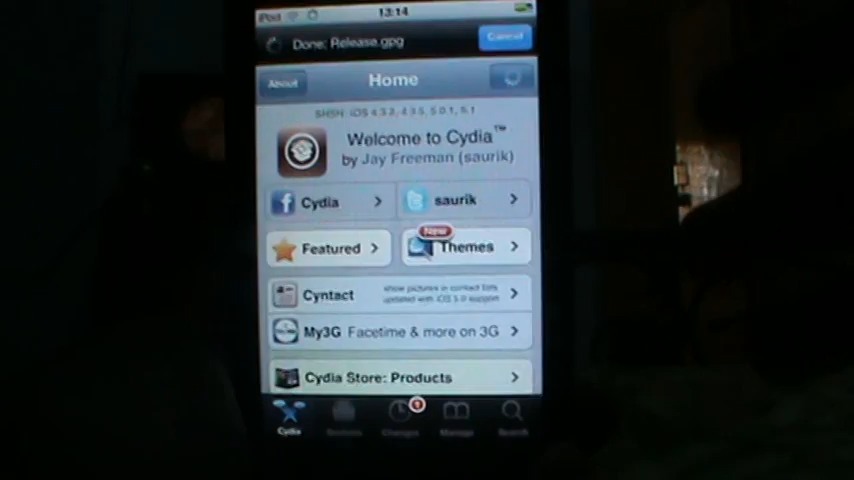 iPod 13:14
Done: Release.gpg Cancel
About Home
SHSH: iOS 4.3.3, 4.3.5, 5.0.1, 5.1
Welcome to Cydia™
by Jay Freeman (saurik)
Cydia saurik
New
Featured Themes
Cyntact show pictures in contact lists
updated with iOS 5.0 support
My3G Facetime & more on 3G
Cydia Store: Products
Cydia Sources Changes Manage Search